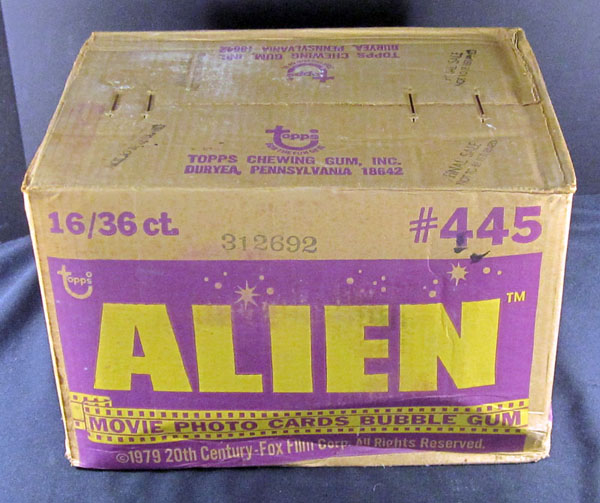 TOPPS CHEWING GUM, INC.
DURYEA, PENNSYLVANIA 18642
topps
topps
TOPPS CHEWING GUM, INC.
DURYEA, PENNSYLVANIA 18642
16/36 ct.
312692
#445
topps
ALIEN™
MOVIE PHOTO CARDS BUBBLE GUM
©1979 20th Century-Fox Film Corp. All Rights Reserved.